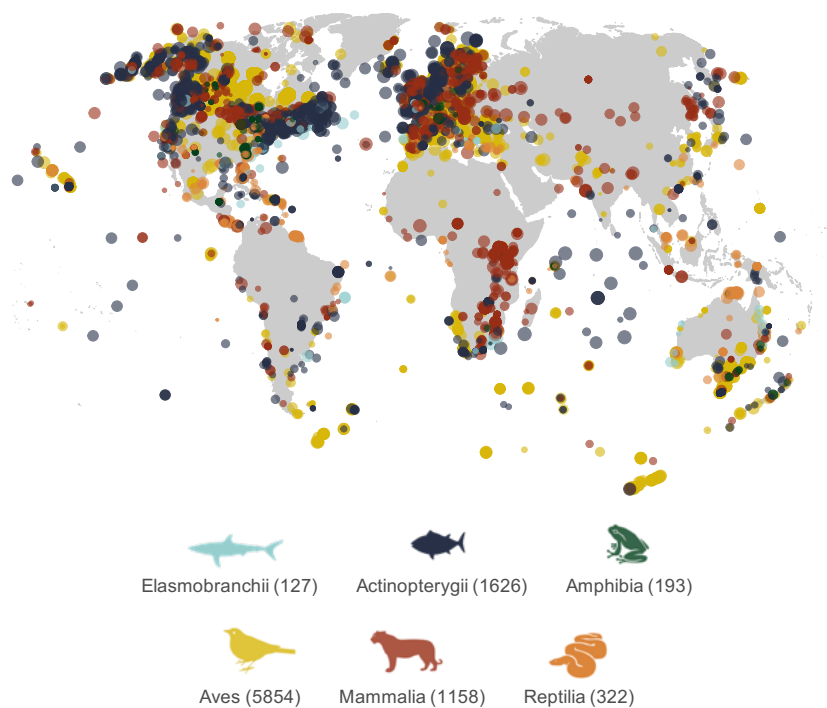 Elasmobranchii (127) Actinopterygii (1626) Amphibia (193)
Aves (5854) Mammalia (1158) Reptilia (322)